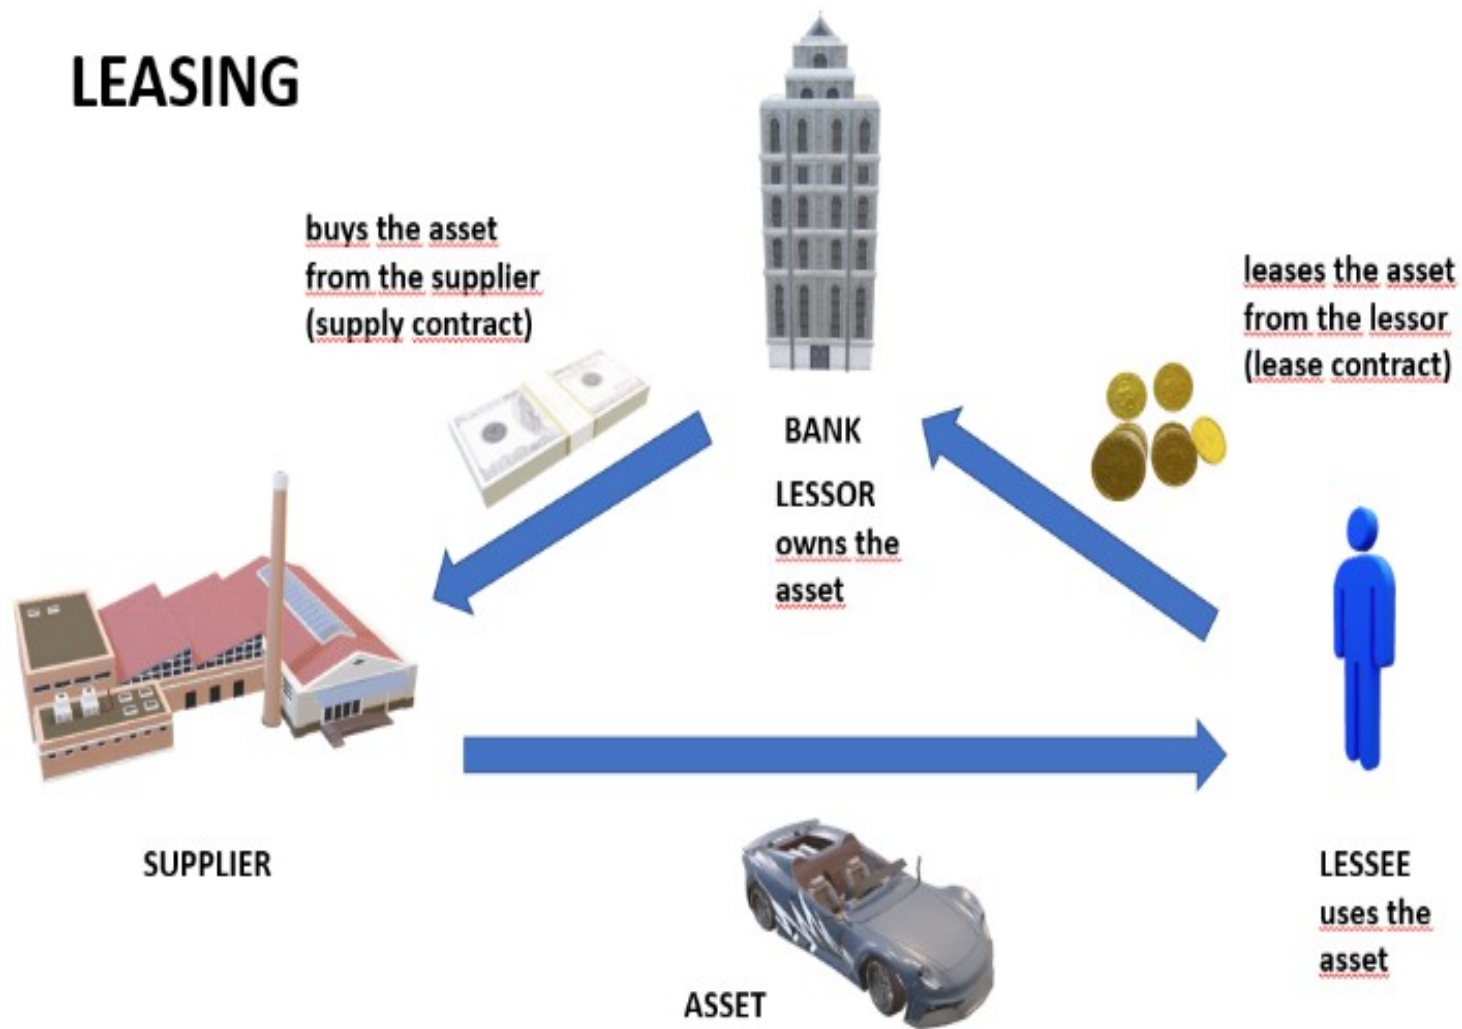 LEASING
buys the asset
from the supplier
(supply contract)
leases the asset
from the lessor
(lease contract)
BANK
LESSOR
owns the
asset
SUPPLIER
LESSEE
uses the
asset
ASSET